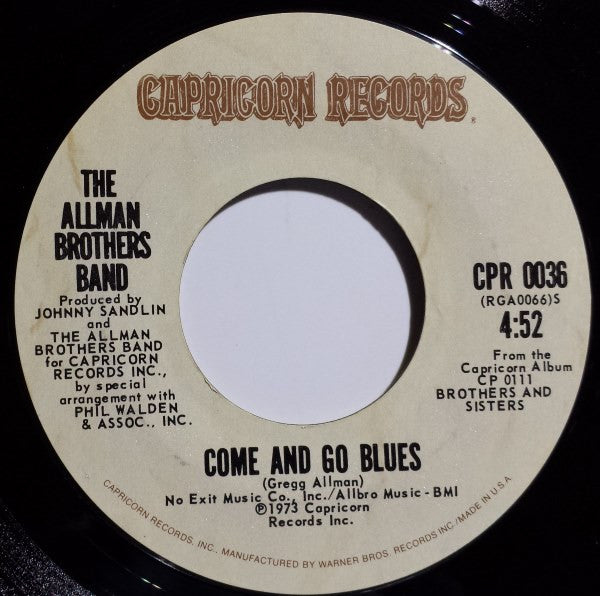 CAPRICORN RECORDS®
THE
ALLMAN
BROTHERS
BAND
Produced by
JOHNNY SANDLIN
and
THE ALLMAN
BROTHERS BAND
for CAPRICORN
RECORDS INC.,
by special
arrangement with
PHIL WALDEN
& ASSOC., INC.
CPR 0036
(RGA0066)S
4:52
From the
Capricorn Album
CP 0111
BROTHERS AND
SISTERS
COME AND GO BLUES
(Gregg Allman)
No Exit Music Co., Inc./Allbro Music - BMI
℗1973 Capricorn
Records Inc.
CAPRICORN RECORDS, INC., MANUFACTURED BY WARNER BROS. RECORDS INC./MADE IN U.S.A.